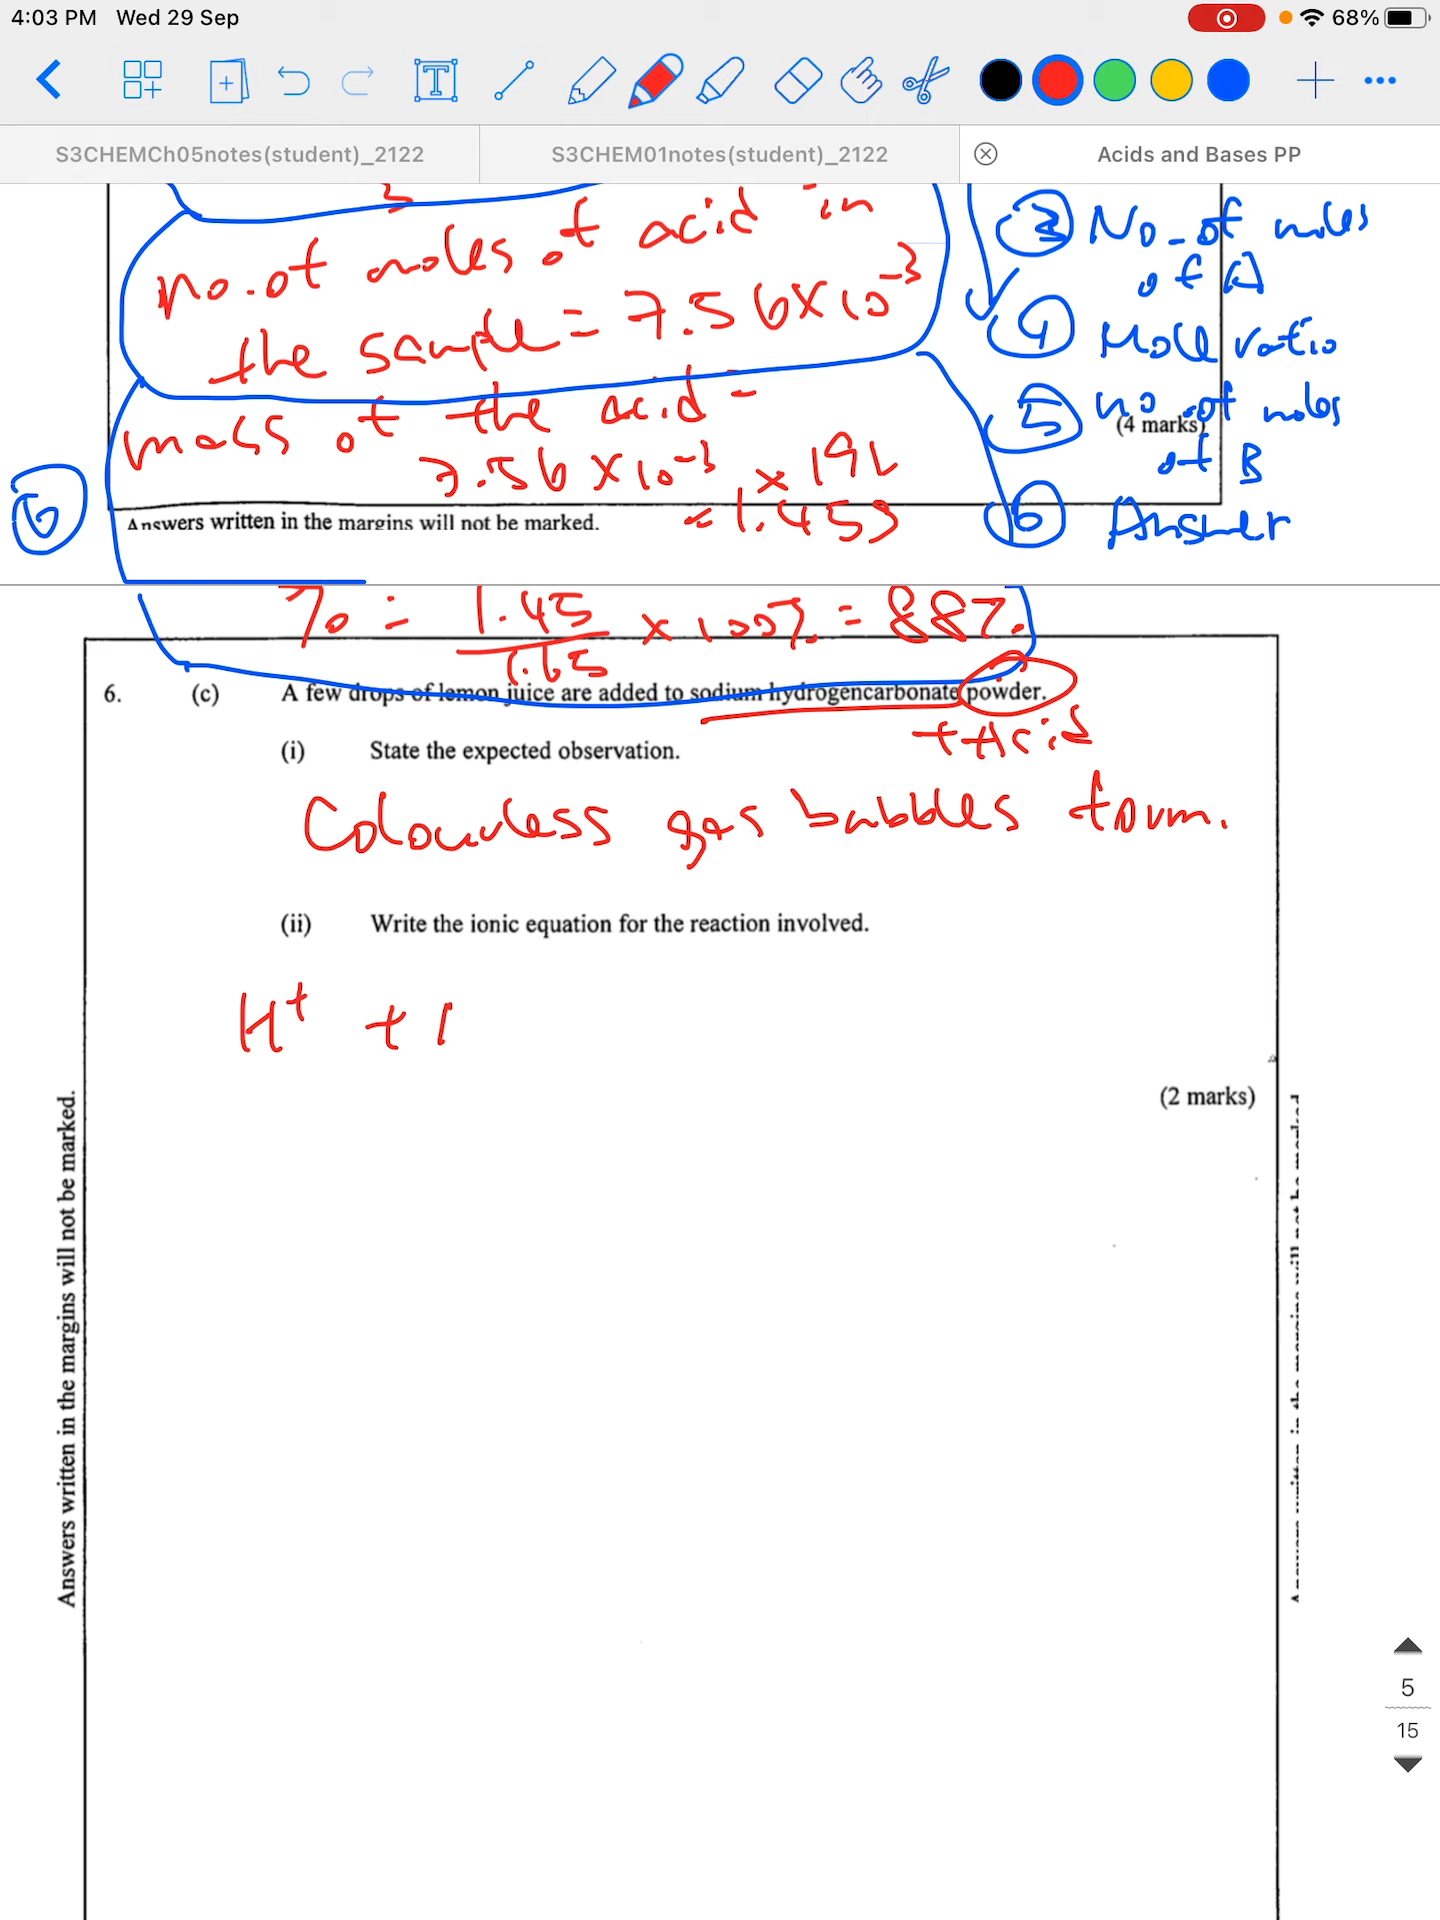 4:03 PM Wed 29 Sep
68%
S3CHEMCh05notes(student)_2122
S3CHEM01notes(student)_2122
Acids and Bases PP
no. of moles of acid in
the sample = 7.56 × 10⁻³
mass of the acid =
7.56 × 10⁻³ × 192
= 1.45g
③ No. of moles
of A
④ Mole ratio
⑤ no. of moles
of B
⑥ Answer
(4 marks)
⑥
Answers written in the margins will not be marked.
% = 1.45 / 1.65 × 100% = 88%
6. (c) A few drops of lemon juice are added to sodium hydrogencarbonate powder.
+ Acid
(i) State the expected observation.
Colourless gas bubbles form.
(ii) Write the ionic equation for the reaction involved.
H⁺ +
(2 marks)
Answers written in the margins will not be marked.
5
15